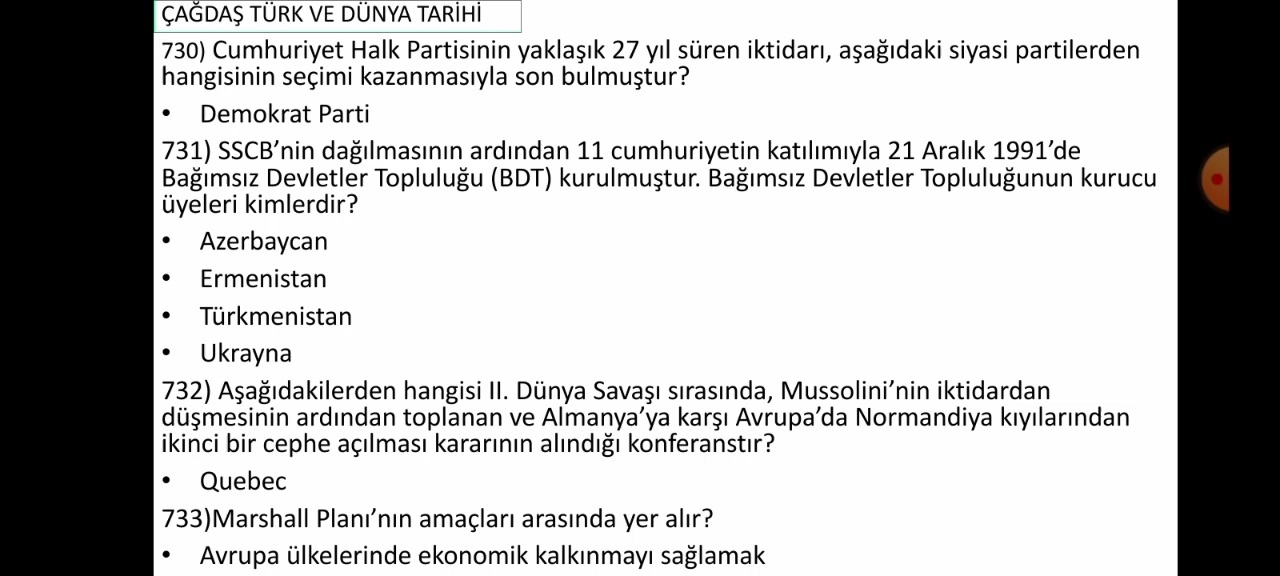 ÇAĞDAŞ TÜRK VE DÜNYA TARİHİ
730) Cumhuriyet Halk Partisinin yaklaşık 27 yıl süren iktidarı, aşağıdaki siyasi partilerden
hangisinin seçimi kazanmasıyla son bulmuştur?
• Demokrat Parti
731) SSCB’nin dağılmasının ardından 11 cumhuriyetin katılımıyla 21 Aralık 1991’de
Bağımsız Devletler Topluluğu (BDT) kurulmuştur. Bağımsız Devletler Topluluğunun kurucu
üyeleri kimlerdir?
• Azerbaycan
• Ermenistan
• Türkmenistan
• Ukrayna
732) Aşağıdakilerden hangisi II. Dünya Savaşı sırasında, Mussolini’nin iktidardan
düşmesinin ardından toplanan ve Almanya’ya karşı Avrupa’da Normandiya kıyılarından
ikinci bir cephe açılması kararının alındığı konferanstır?
• Quebec
733)Marshall Planı’nın amaçları arasında yer alır?
• Avrupa ülkelerinde ekonomik kalkınmayı sağlamak